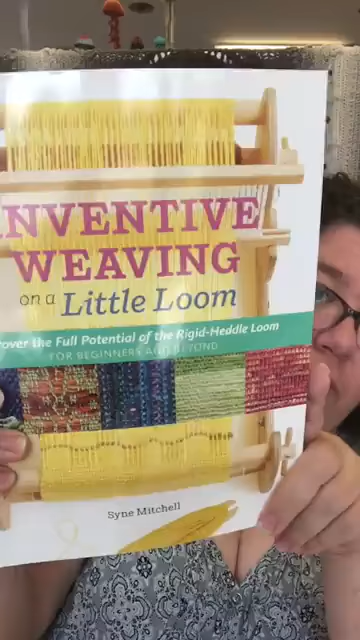 NVENTIVE
WEAVING
on a Little Loom
over the Full Potential of the Rigid-Heddle Loom
FOR BEGINNERS AND BEYOND
Syne Mitchell